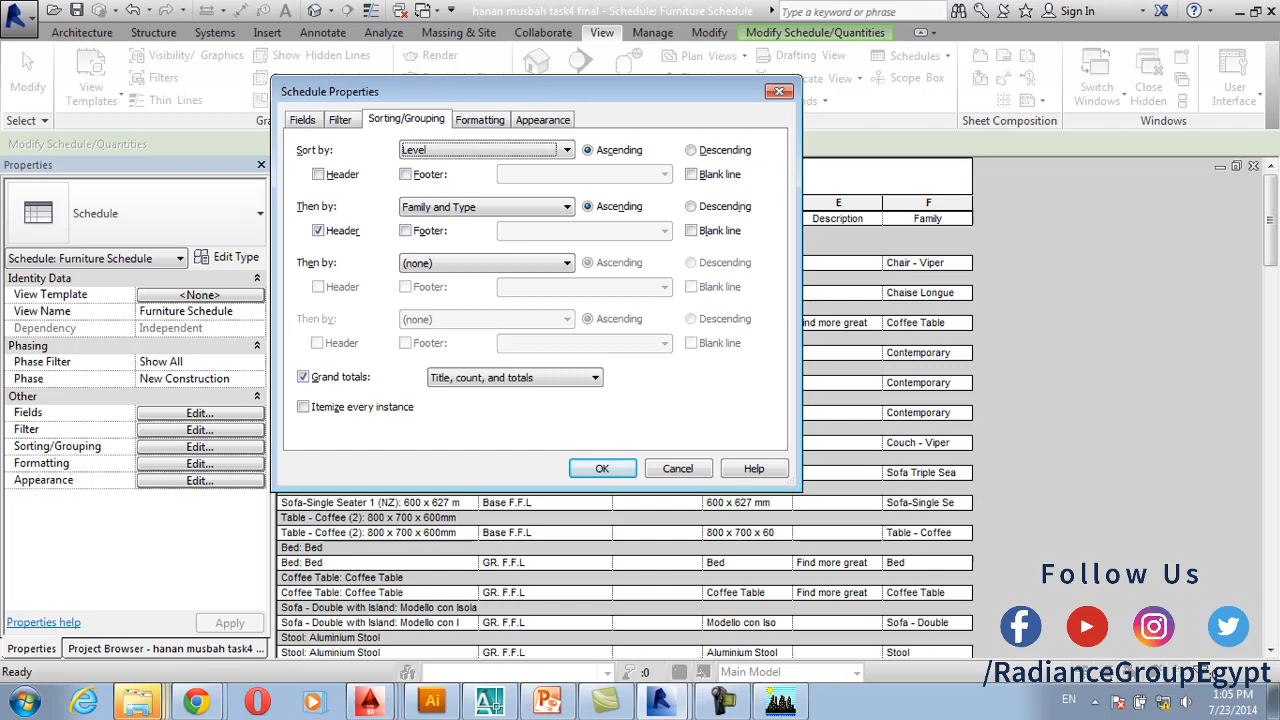 hanan musbah task4 final - Schedule: Furniture Schedule
Type a keyword or phrase
Sign In
Architecture Structure Systems Insert Annotate Analyze Massing & Site Collaborate View Manage Modify Modify Schedule/Quantities
Modify
View Templates
Visibility/ Graphics
Filters
Thin Lines
Show Hidden Lines
Render
Plan Views
Drafting View
Schedules
Scope Box
Switch Windows
Close Hidden
User Interface
Select
Sheet Composition
Windows
Modify Schedule/Quantities
Properties
Schedule
Schedule: Furniture Schedule
Edit Type
Identity Data
View Template <None>
View Name Furniture Schedule
Dependency Independent
Phasing
Phase Filter Show All
Phase New Construction
Other
Fields Edit...
Filter Edit...
Sorting/Grouping Edit...
Formatting Edit...
Appearance Edit...
Properties help
Apply
Properties
Project Browser - hanan musbah task4 ...
Ready
Schedule Properties
Fields Filter Sorting/Grouping Formatting Appearance
Sort by: Level Ascending Descending
Header Footer: Blank line
Then by: Family and Type Ascending Descending
Header Footer: Blank line
Then by: (none) Ascending Descending
Header Footer: Blank line
Then by: (none) Ascending Descending
Header Footer: Blank line
Grand totals: Title, count, and totals
Itemize every instance
OK Cancel Help
E F
Description Family
Chair - Viper
Chaise Longue
Find more great Coffee Table
Contemporary
Contemporary
Contemporary
Couch - Viper
Sofa Triple Sea
Sofa-Single Seater 1 (NZ): 600 x 627 m Base F.F.L 600 x 627 mm Sofa-Single Se
Table - Coffee (2): 800 x 700 x 600mm
Table - Coffee (2): 800 x 700 x 600mm Base F.F.L 800 x 700 x 60 Table - Coffee
Bed: Bed
Bed: Bed GR. F.F.L Bed Find more great Bed
Coffee Table: Coffee Table
Coffee Table: Coffee Table GR. F.F.L Coffee Table Find more great Coffee Table
Sofa - Double with Island: Modello con Isola
Sofa - Double with Island: Modello con I GR. F.F.L Modello con Iso Sofa - Double
Stool: Aluminium Stool
Stool: Aluminium Stool GR. F.F.L Aluminium Stool Stool
:0
Main Model
Follow Us
/RadianceGroupEgypt
EN
1:05 PM
7/23/2014